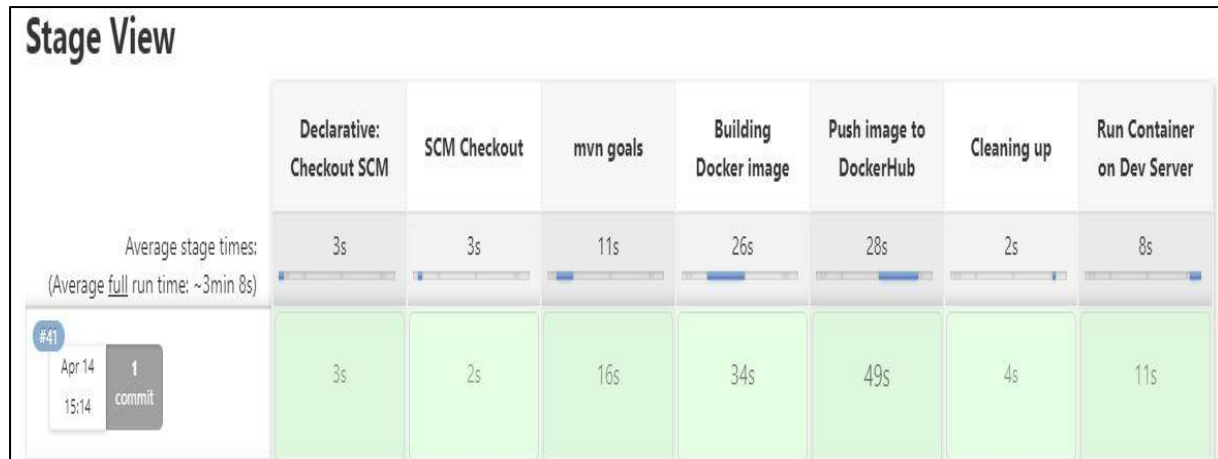 Stage View
Declarative:
Checkout SCM
SCM Checkout
mvn goals
Building
Docker image
Push image to
DockerHub
Cleaning up
Run Container
on Dev Server
Average stage times:
(Average full run time: ~3min 8s)
3s
3s
11s
26s
28s
2s
8s
#41
Apr 14
15:14
1
commit
3s
2s
16s
34s
49s
4s
11s